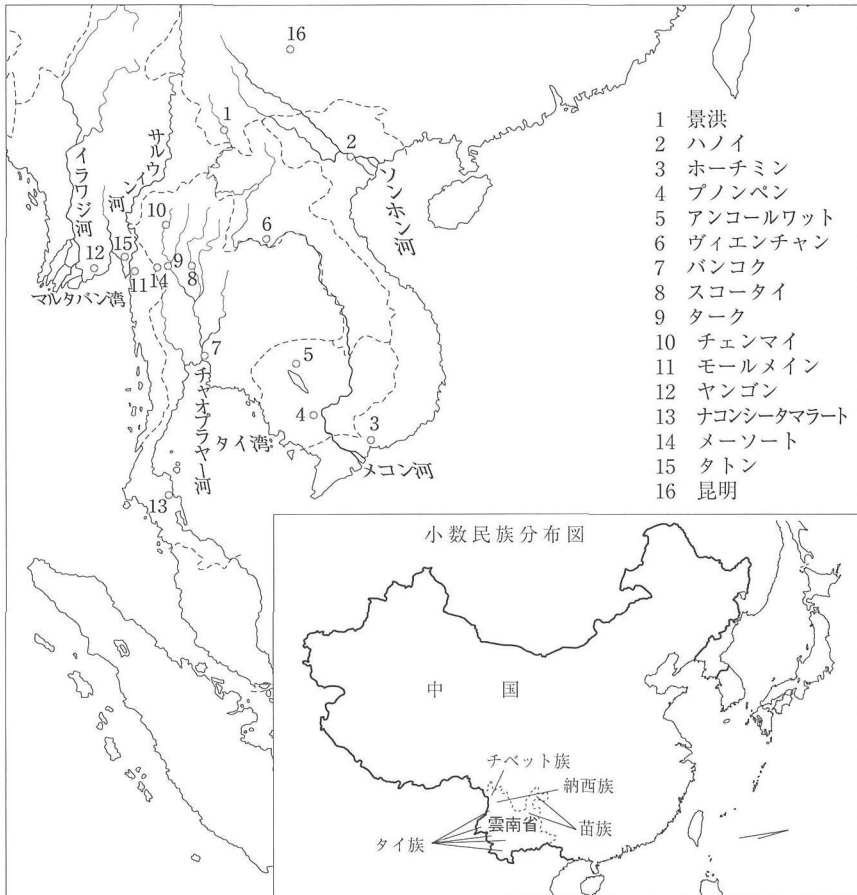 16
1
2
サルウィン河
イラワジ河
ソンホン河
10
6
15
12
9
14
8
11
マルタバン湾
7
5
チャオプラヤー河
4
3
タイ湾
メコン河
13
1 景洪
2 ハノイ
3 ホーチミン
4 プノンペン
5 アンコールワット
6 ヴィエンチャン
7 バンコク
8 スコータイ
9 ターク
10 チェンマイ
11 モールメイン
12 ヤンゴン
13 ナコンシータマラート
14 メーソート
15 タトン
16 昆明
小数民族分布図
中国
チベット族
納西族
雲南省
苗族
タイ族